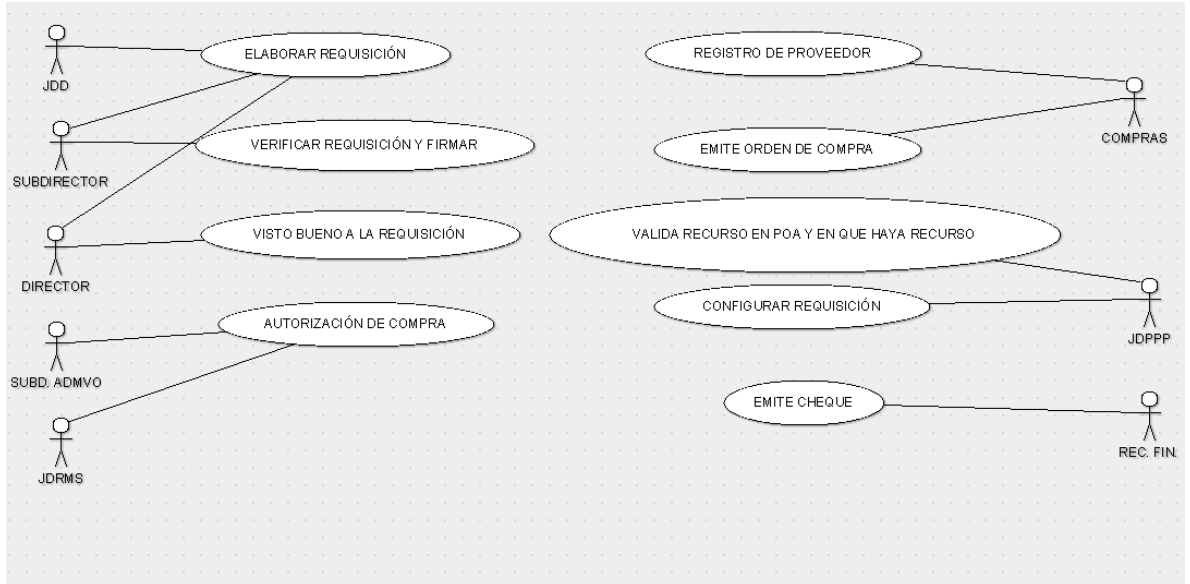 ELABORAR REQUISICIÓN
JDD
VERIFICAR REQUISICIÓN Y FIRMAR
SUBDIRECTOR
VISTO BUENO A LA REQUISICIÓN
DIRECTOR
AUTORIZACIÓN DE COMPRA
SUBD. ADMVO
JDRMS
REGISTRO DE PROVEEDOR
COMPRAS
EMITE ORDEN DE COMPRA
VALIDA RECURSO EN POA Y EN QUE HAYA RECURSO
CONFIGURAR REQUISICIÓN
JDPPP
EMITE CHEQUE
REC. FIN.